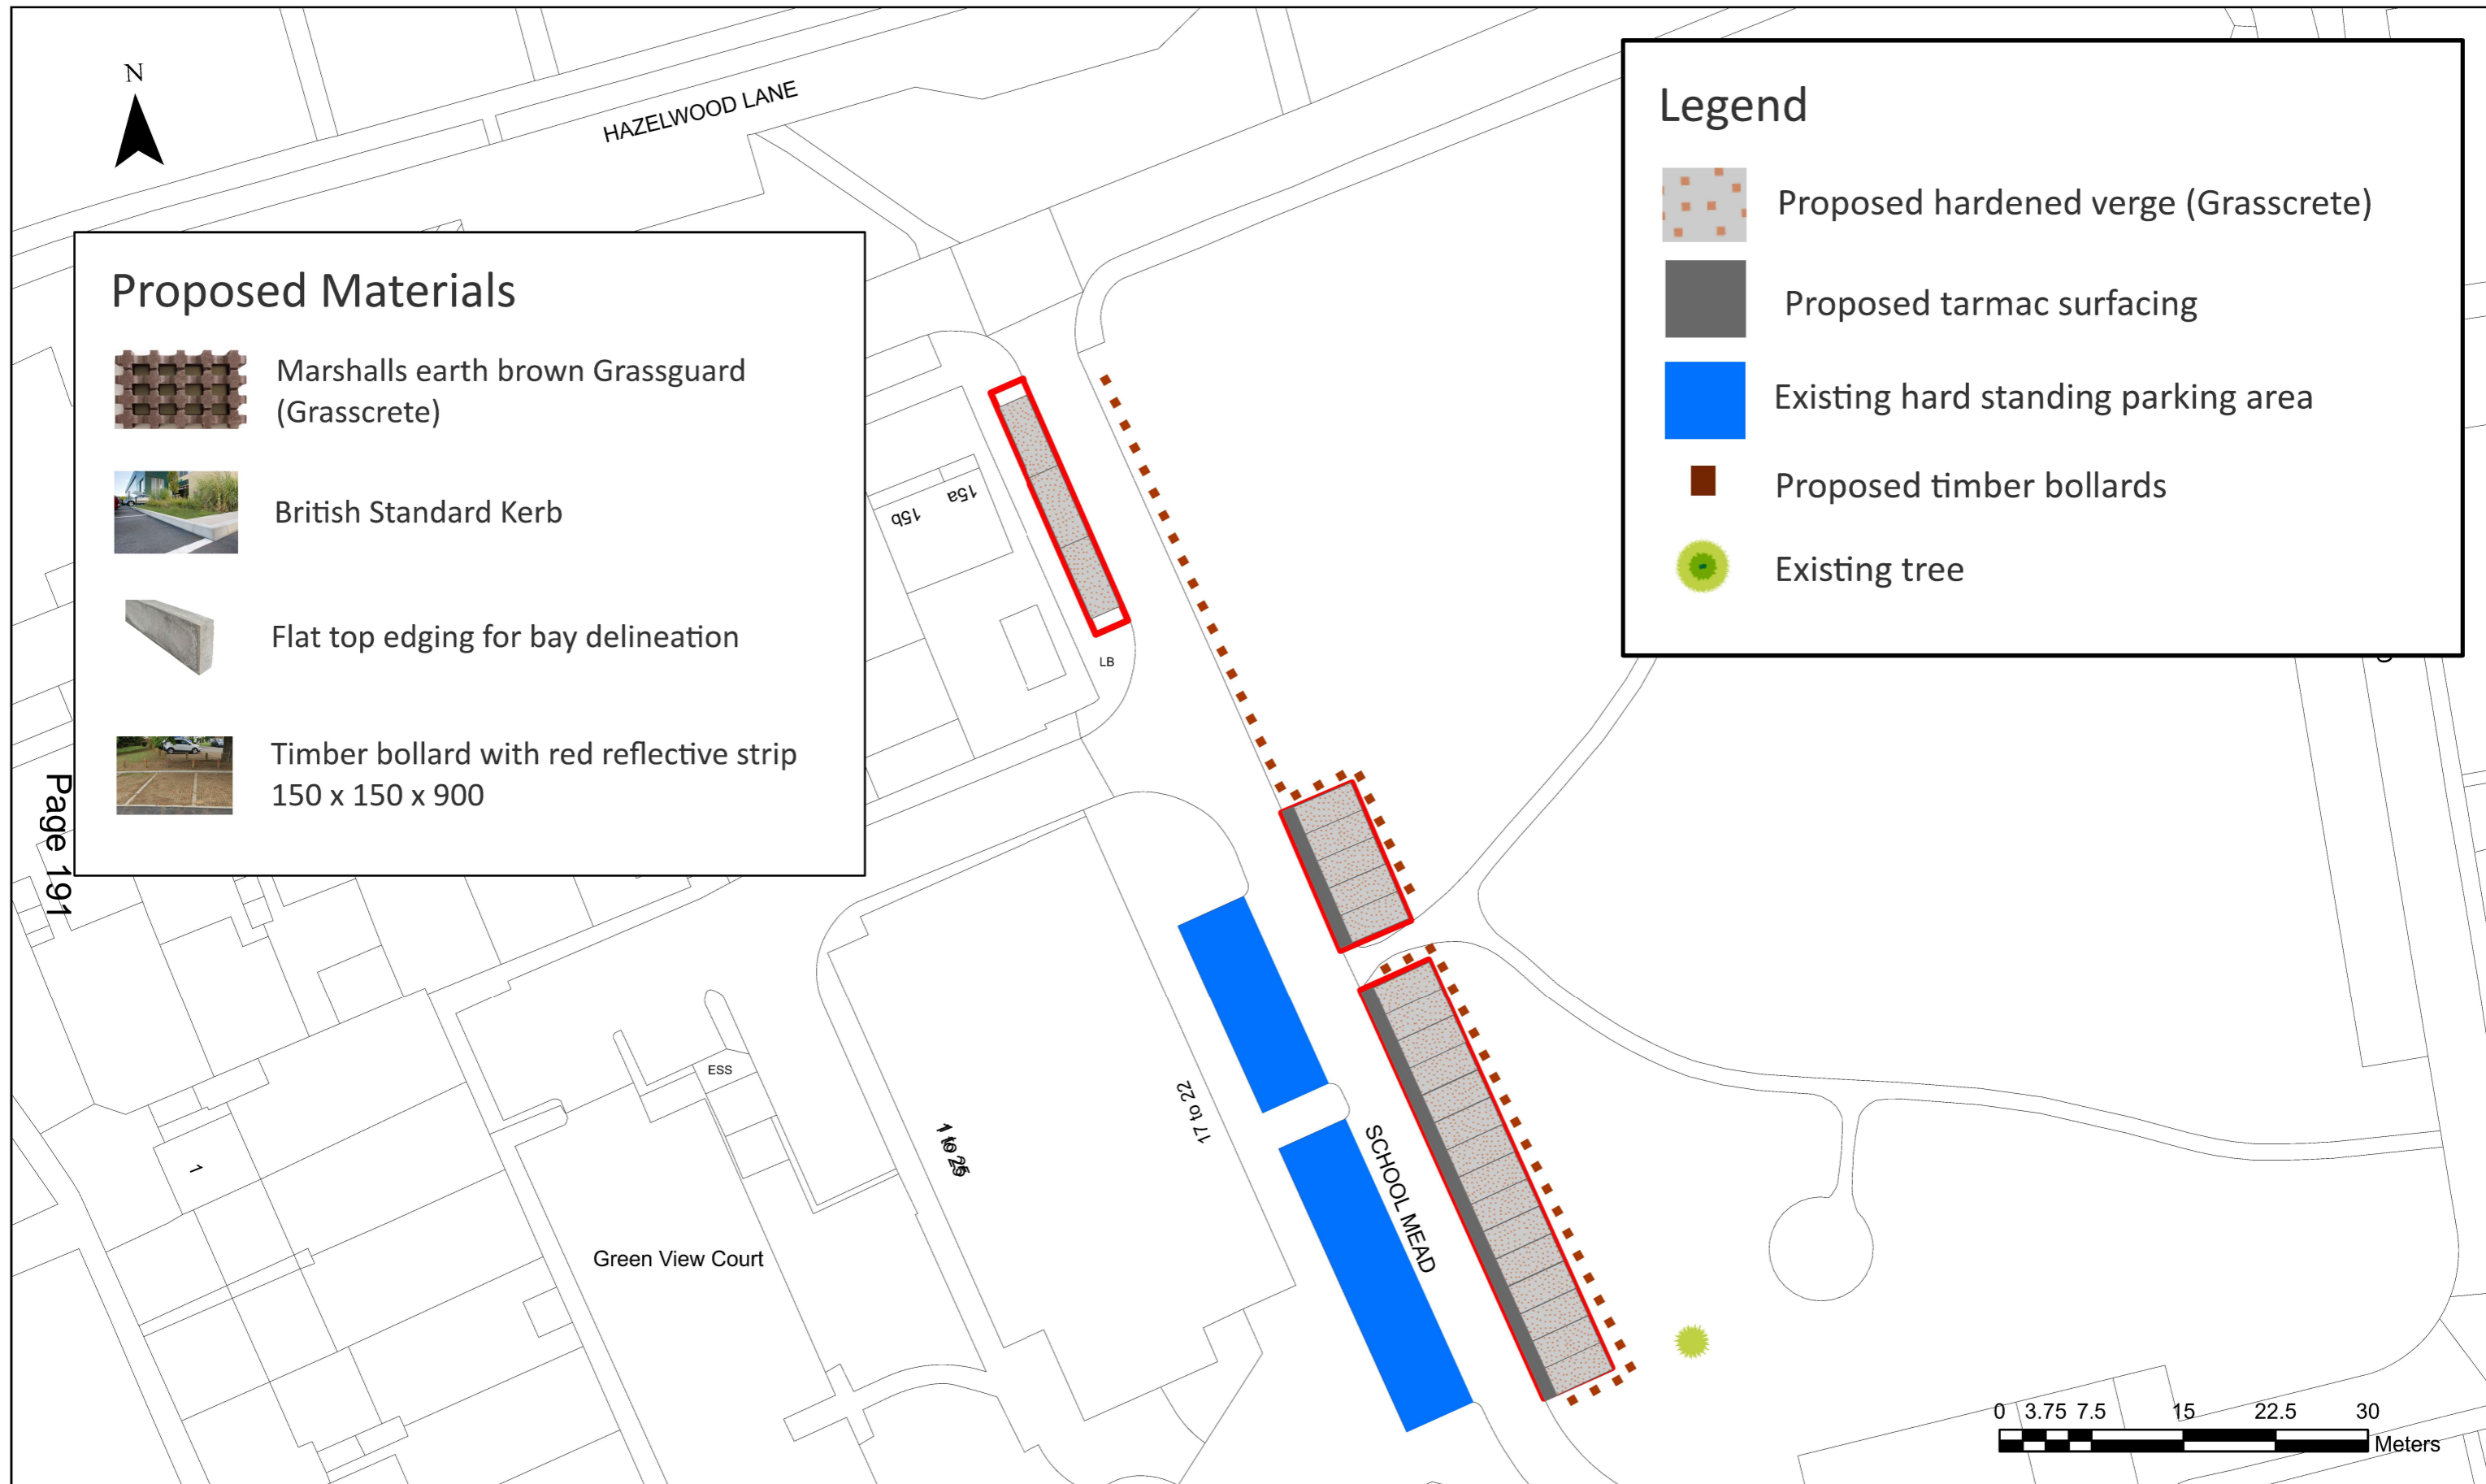 N
HAZELWOOD LANE
Legend
Proposed hardened verge (Grasscrete)
Proposed tarmac surfacing
Existing hard standing parking area
Proposed timber bollards
Existing tree
Proposed Materials
Marshalls earth brown Grassguard
(Grasscrete)
British Standard Kerb
Flat top edging for bay delineation
Timber bollard with red reflective strip
150 x 150 x 900
15a
15b
LB
Page 191
ESS
17 to 22
SCHOOL MEAD
1
Green View Court
0 3.75 7.5 15 22.5 30
Meters